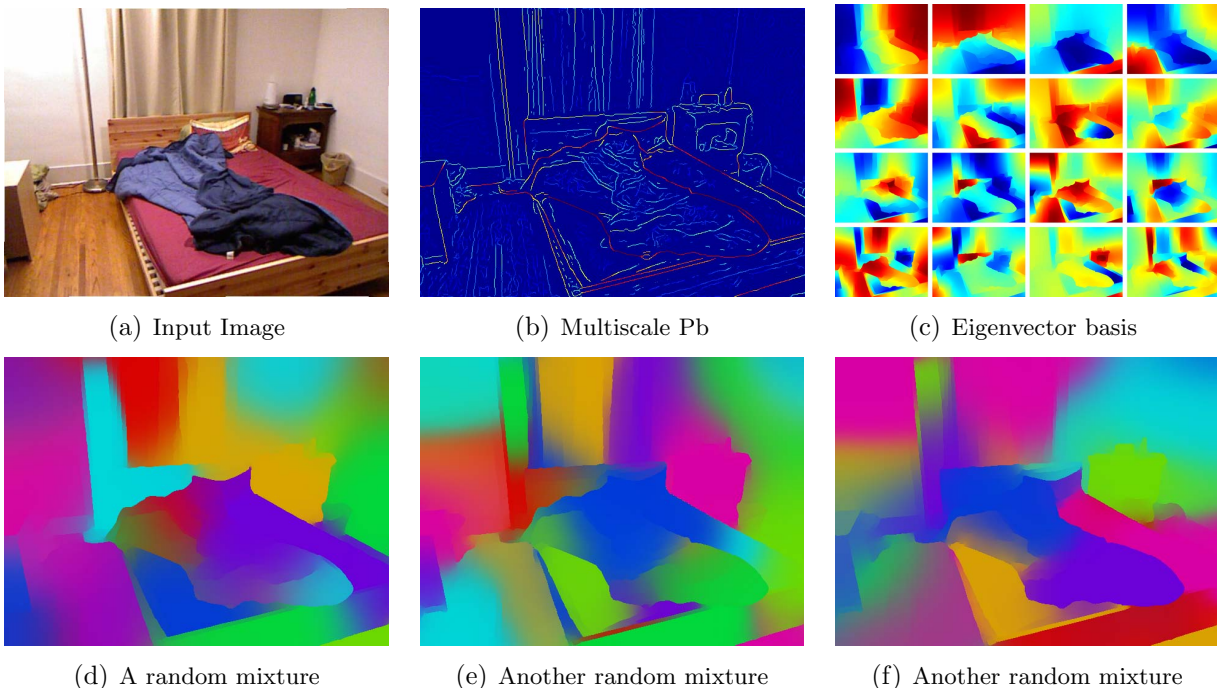 (a) Input Image
(b) Multiscale Pb
(c) Eigenvector basis
(d) A random mixture
(e) Another random mixture
(f) Another random mixture